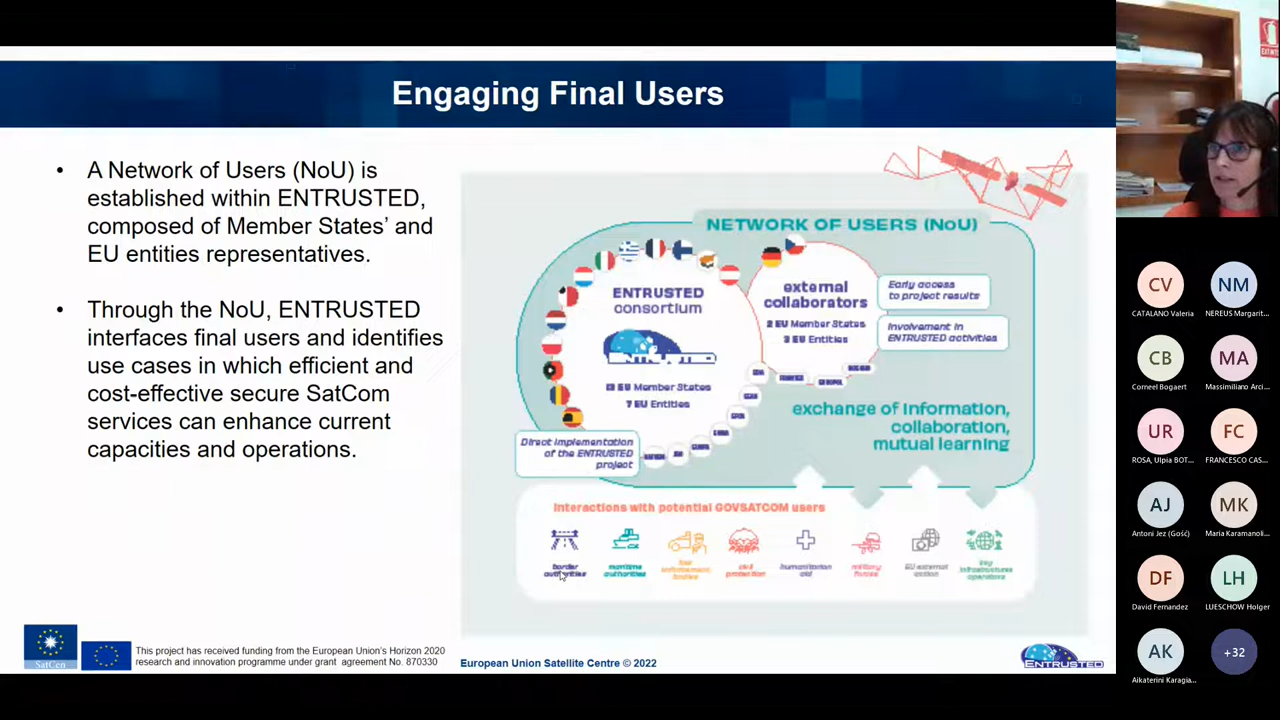 Engaging Final Users
• A Network of Users (NoU) is
established within ENTRUSTED,
composed of Member States' and
EU entities representatives.
• Through the NoU, ENTRUSTED
interfaces final users and identifies
use cases in which efficient and
cost-effective secure SatCom
services can enhance current
capacities and operations.
NETWORK OF USERS (NoU)
ENTRUSTED
consortium
ENTRUSTED
13 EU Member States
7 EU Entities
Direct implementation
of the ENTRUSTED
project
external
collaborators
2 EU Member States
3 EU Entities
Early access
to project results
Involvement in
ENTRUSTED activities
exchange of information,
collaboration,
mutual learning
Interactions with potential GOVSATCOM users
border
authorities
maritime
authorities
law
enforcement
bodies
civil
protection
humanitarian
aid
military
forces
EU external
action
key
infrastructures
operators
SatCen
This project has received funding from the European Union's Horizon 2020
research and innovation programme under grant agreement No. 870330
European Union Satellite Centre © 2022
ENTRUSTED
CV
CATALANO Valeria
NM
NEREUS Margarit...
CB
Corneel Bogaert
MA
Massimiliano Arci...
UR
ROSA, Ulpia BOT...
FC
FRANCESCO CAS...
AJ
Antoni Jez (Gość)
MK
Maria Karamanoli...
DF
David Fernandez
LH
LUESCHOW Holger
AK
Aikaterini Karagia...
+32